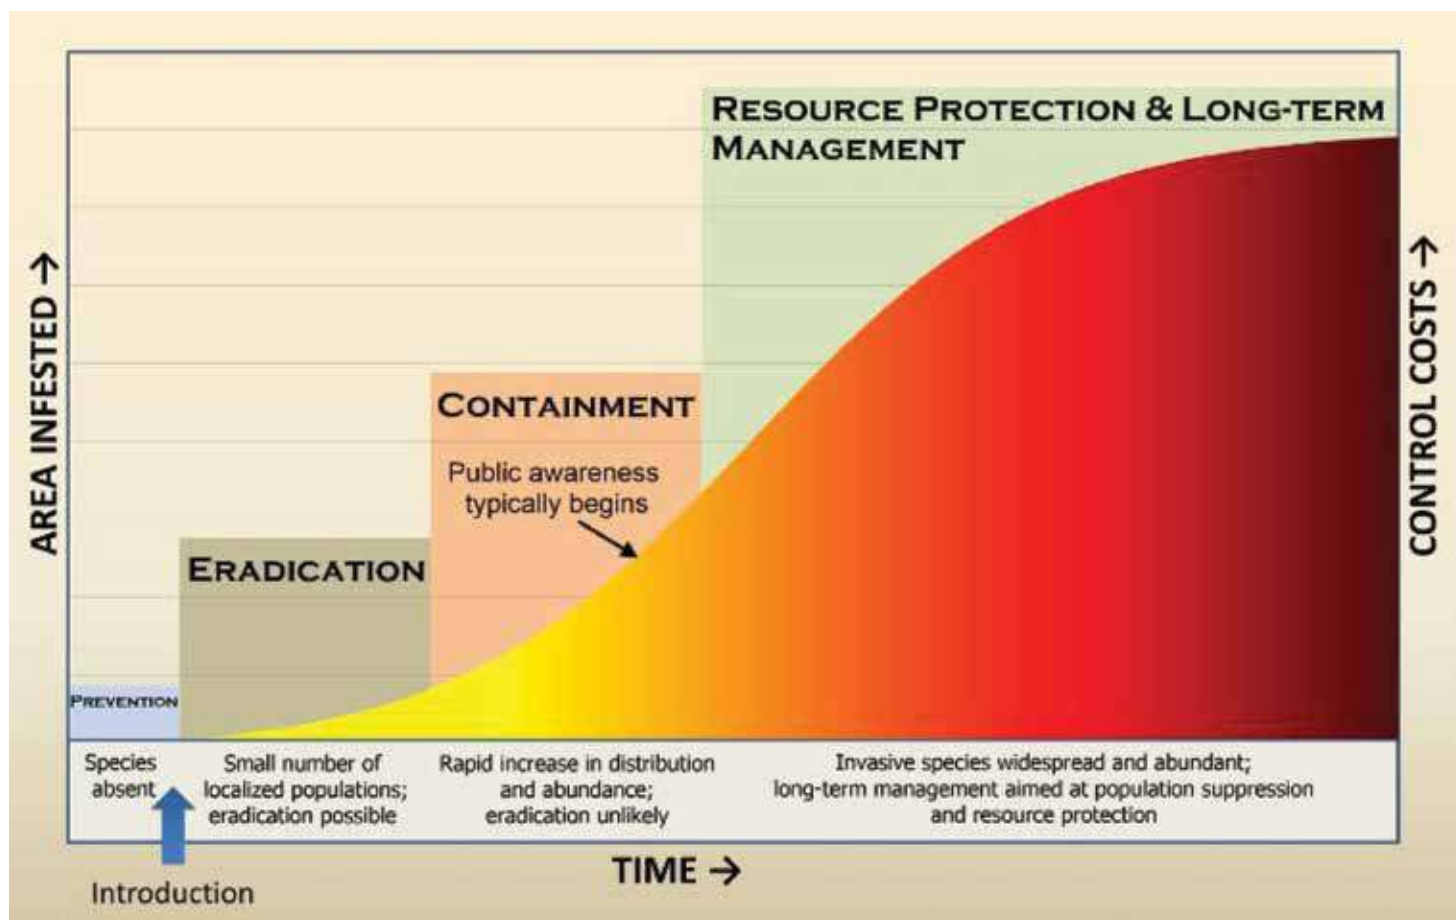 RESOURCE PROTECTION & LONG-TERM
MANAGEMENT
CONTAINMENT
Public awareness
typically begins
ERADICATION
PREVENTION
AREA INFESTED →
CONTROL COSTS →
Species
absent
Small number of
localized populations;
eradication possible
Rapid increase in distribution
and abundance;
eradication unlikely
Invasive species widespread and abundant;
long-term management aimed at population suppression
and resource protection
TIME →
Introduction